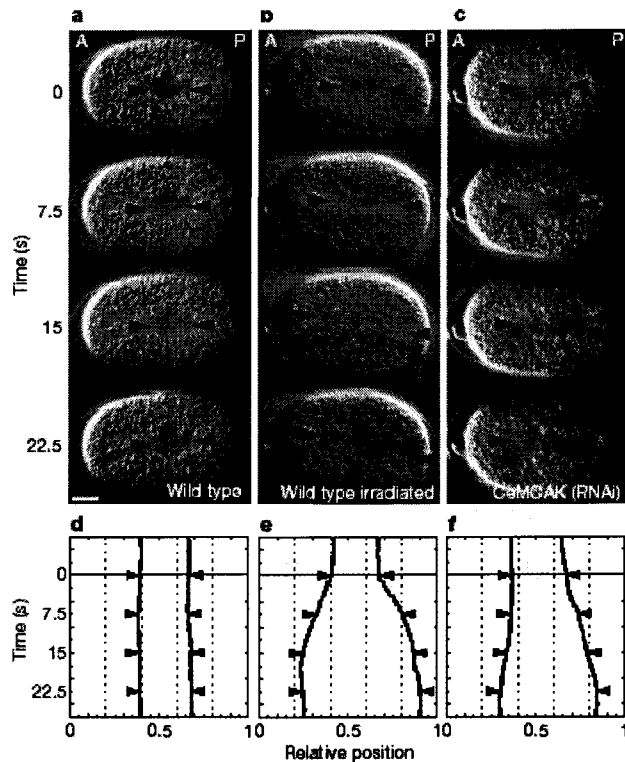 a b c
A P A P A P
0
7.5
15
22.5
Time (s)
Wild type Wild type irradiated CeMCAK (RNAi)
d e f
0
7.5
15
22.5
Time (s)
0 0.5 1 0 0.5 1 0 0.5 1
Relative position